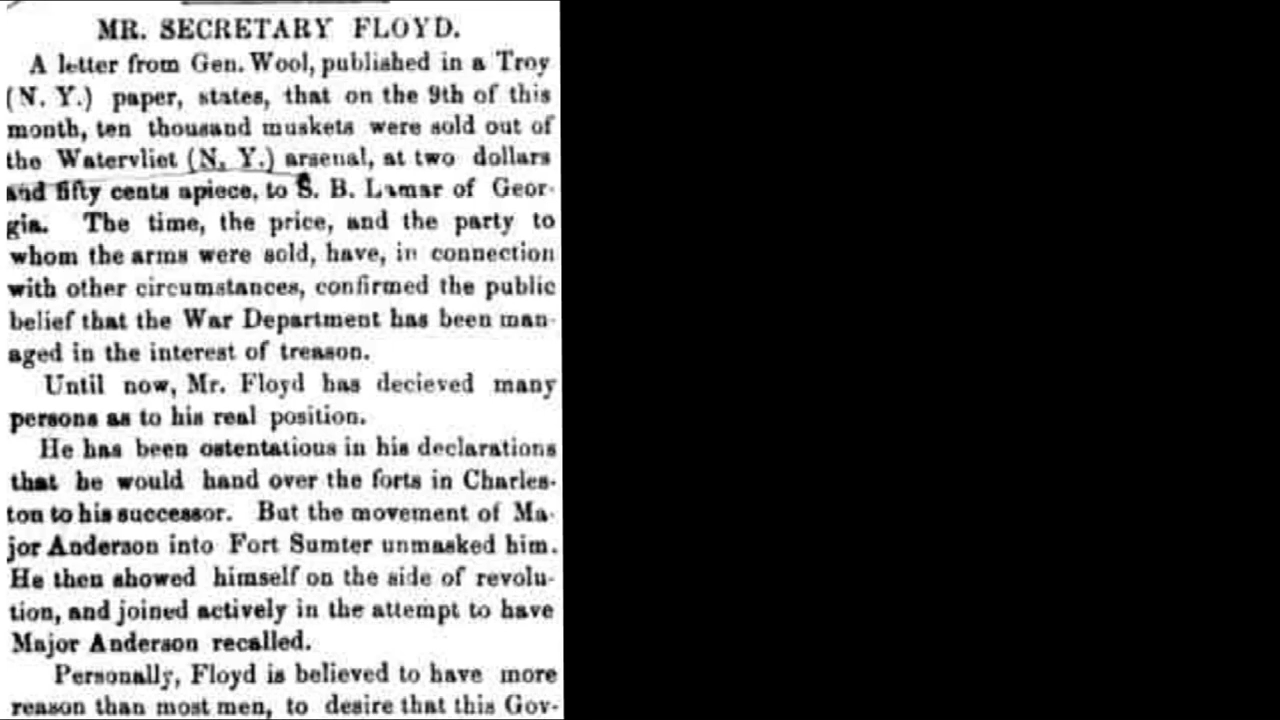 MR. SECRETARY FLOYD.
A letter from Gen. Wool, published in a Troy
(N. Y.) paper, states, that on the 9th of this
month, ten thousand muskets were sold out of
the Watervliet (N. Y.) arsenal, at two dollars
and fifty cents apiece, to S. B. Lamar of Geor-
gia. The time, the price, and the party to
whom the arms were sold, have, in connection
with other circumstances, confirmed the public
belief that the War Department has been man-
aged in the interest of treason.
Until now, Mr. Floyd has decieved many
persons as to his real position.
He has been ostentatious in his declarations
that he would hand over the forts in Charles-
ton to his successor. But the movement of Ma-
jor Anderson into Fort Sumter unmasked him.
He then showed himself on the side of revolu-
tion, and joined actively in the attempt to have
Major Anderson recalled.
Personally, Floyd is believed to have more
reason than most men, to desire that this Gov-